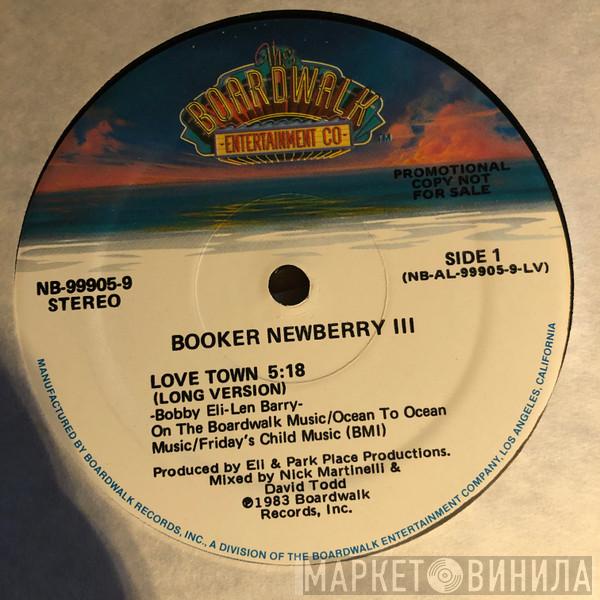 The
BOARDWALK
-ENTERTAINMENT CO-
TM
PROMOTIONAL
COPY NOT
FOR SALE
NB-99905-9
STEREO
SIDE 1
(NB-AL-99905-9-LV)
BOOKER NEWBERRY III
LOVE TOWN 5:18
(LONG VERSION)
-Bobby Eli-Len Barry-
On The Boardwalk Music/Ocean To Ocean
Music/Friday's Child Music (BMI)
Produced by Eli & Park Place Productions.
Mixed by Nick Martinelli &
David Todd
℗1983 Boardwalk
Records, Inc.
MANUFACTURED BY BOARDWALK RECORDS, INC., A DIVISION OF THE BOARDWALK ENTERTAINMENT COMPANY, LOS ANGELES, CALIFORNIA
МАРКЕТ ВИНИЛА